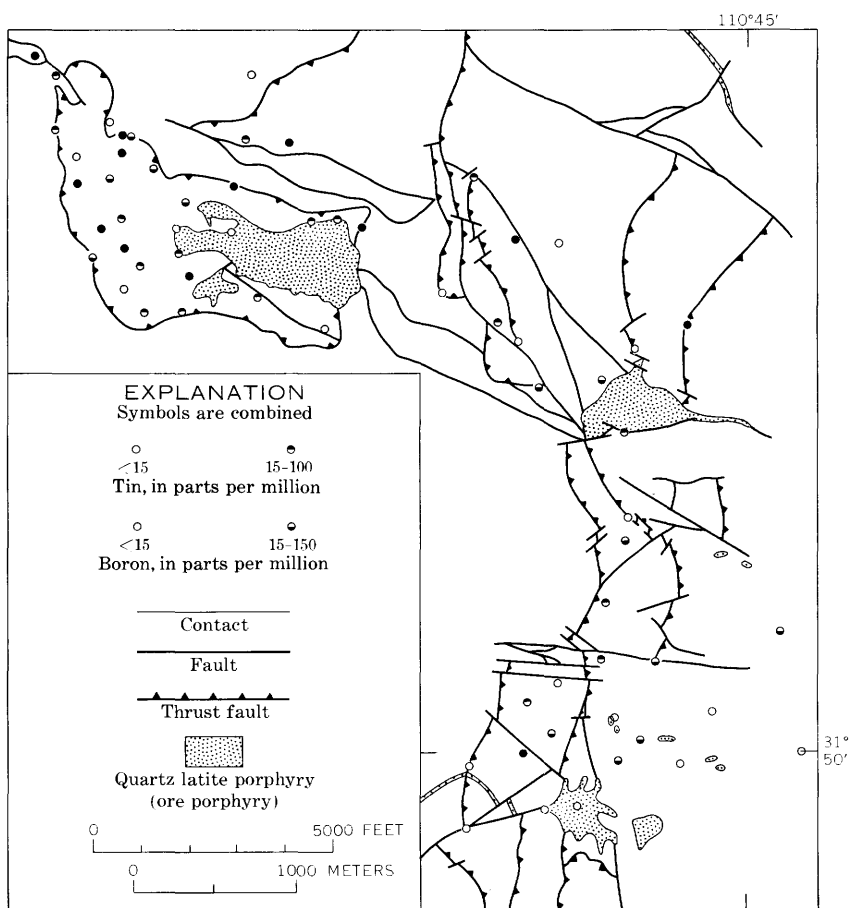 110°45'
EXPLANATION
Symbols are combined
<15 15-100
Tin, in parts per million
<15 15-150
Boron, in parts per million
Contact
Fault
Thrust fault
Quartz latite porphyry
(ore porphyry)
0 5000 FEET
0 1000 METERS
31°
50'